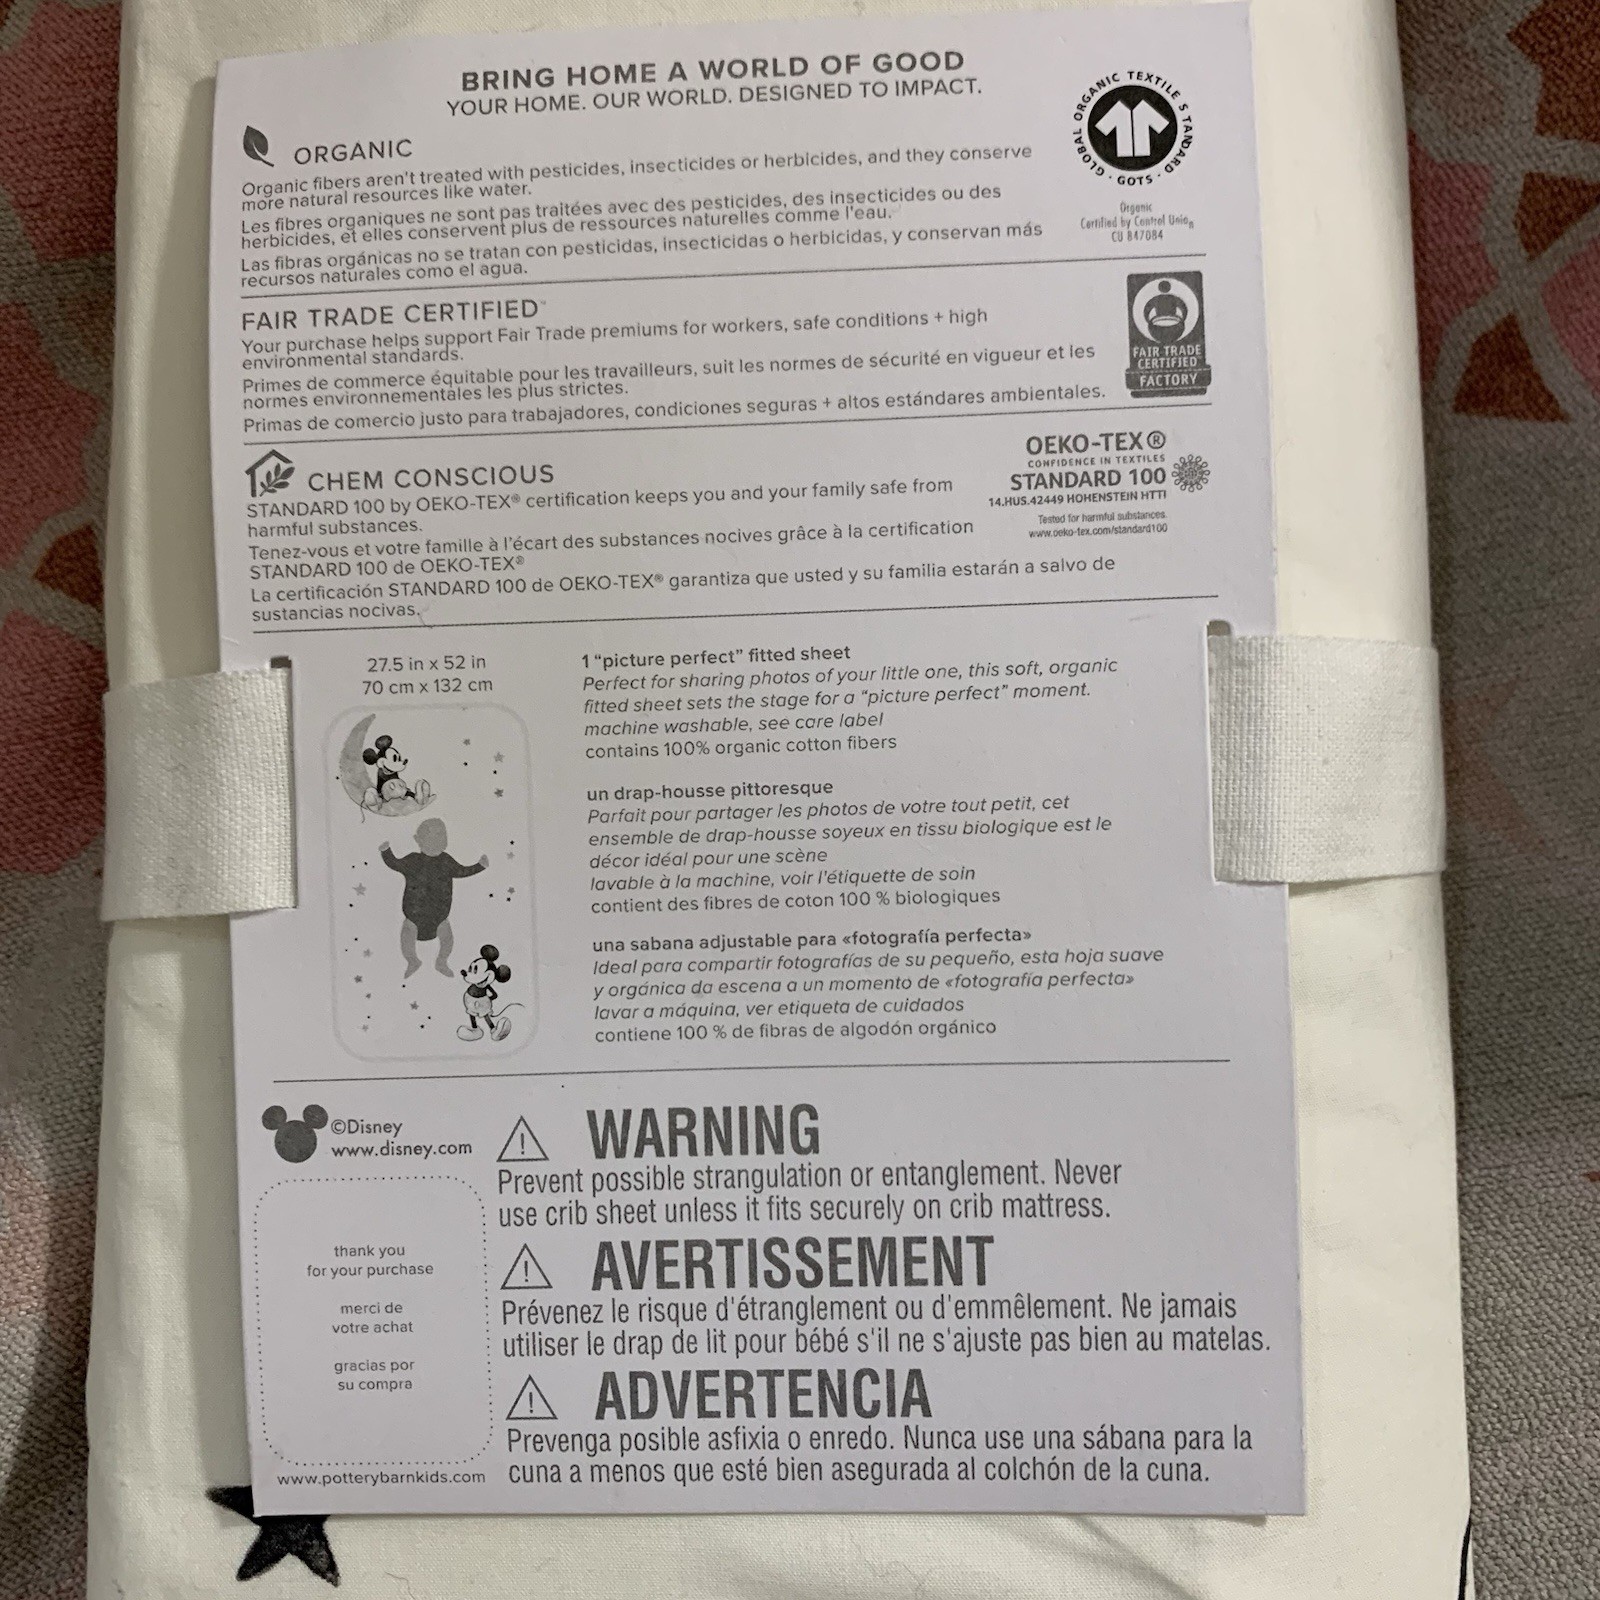 BRING HOME A WORLD OF GOOD
YOUR HOME. OUR WORLD. DESIGNED TO IMPACT.
GLOBAL ORGANIC TEXTILE STANDARD · GOTS ·
Organic
Certified by Control Union
CU 847084
ORGANIC
Organic fibers aren't treated with pesticides, insecticides or herbicides, and they conserve
more natural resources like water.
Les fibres organiques ne sont pas traitées avec des pesticides, des insecticides ou des
herbicides, et elles conservent plus de ressources naturelles comme l'eau.
Las fibras orgánicas no se tratan con pesticidas, insecticidas o herbicidas, y conservan más
recursos naturales como el agua.
FAIR TRADE CERTIFIED™
Your purchase helps support Fair Trade premiums for workers, safe conditions + high
environmental standards.
Primes de commerce équitable pour les travailleurs, suit les normes de sécurité en vigueur et les
normes environnementales les plus strictes.
Primas de comercio justo para trabajadores, condiciones seguras + altos estándares ambientales.
FAIR TRADE
CERTIFIED
FACTORY
CHEM CONSCIOUS
STANDARD 100 by OEKO-TEX® certification keeps you and your family safe from
harmful substances.
Tenez-vous et votre famille à l'écart des substances nocives grâce à la certification
STANDARD 100 de OEKO-TEX®
La certificación STANDARD 100 de OEKO-TEX® garantiza que usted y su familia estarán a salvo de
sustancias nocivas.
OEKO-TEX®
CONFIDENCE IN TEXTILES
STANDARD 100
14.HUS.42449 HOHENSTEIN HTTI
Tested for harmful substances.
www.oeko-tex.com/standard100
27.5 in x 52 in
70 cm x 132 cm
1 “picture perfect” fitted sheet
Perfect for sharing photos of your little one, this soft, organic
fitted sheet sets the stage for a “picture perfect” moment.
machine washable, see care label
contains 100% organic cotton fibers
un drap-housse pittoresque
Parfait pour partager les photos de votre tout petit, cet
ensemble de drap-housse soyeux en tissu biologique est le
décor idéal pour une scène
lavable à la machine, voir l'étiquette de soin
contient des fibres de coton 100 % biologiques
una sabana adjustable para «fotografía perfecta»
Ideal para compartir fotografías de su pequeño, esta hoja suave
y orgánica da escena a un momento de «fotografía perfecta»
lavar a máquina, ver etiqueta de cuidados
contiene 100 % de fibras de algodón orgánico
©Disney
www.disney.com
thank you
for your purchase
merci de
votre achat
gracias por
su compra
www.potterybarnkids.com
WARNING
Prevent possible strangulation or entanglement. Never
use crib sheet unless it fits securely on crib mattress.
AVERTISSEMENT
Prévenez le risque d'étranglement ou d'emmêlement. Ne jamais
utiliser le drap de lit pour bébé s'il ne s'ajuste pas bien au matelas.
ADVERTENCIA
Prevenga posible asfixia o enredo. Nunca use una sábana para la
cuna a menos que esté bien asegurada al colchón de la cuna.